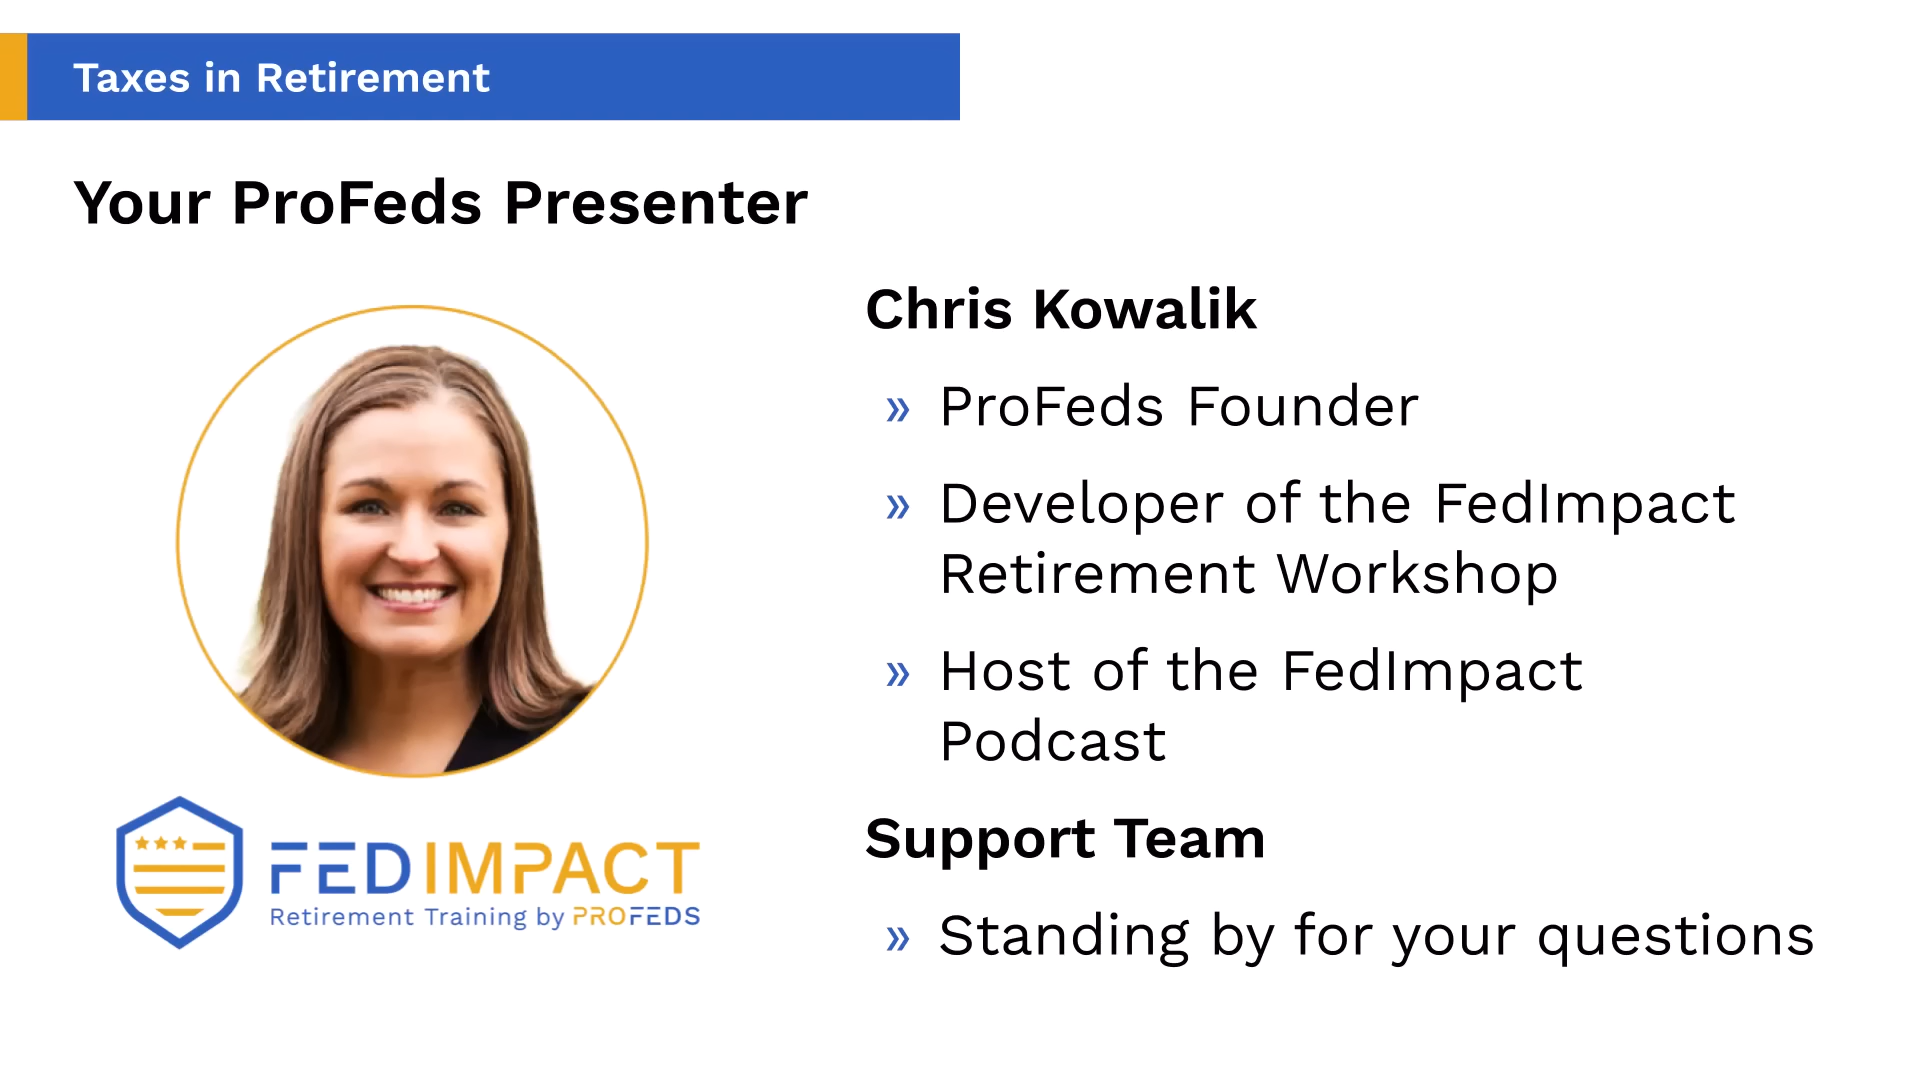 Taxes in Retirement
Your ProFeds Presenter
Chris Kowalik
» ProFeds Founder
» Developer of the FedImpact
Retirement Workshop
» Host of the FedImpact
Podcast
Support Team
» Standing by for your questions
FEDIMPACT
Retirement Training by PROFEDS